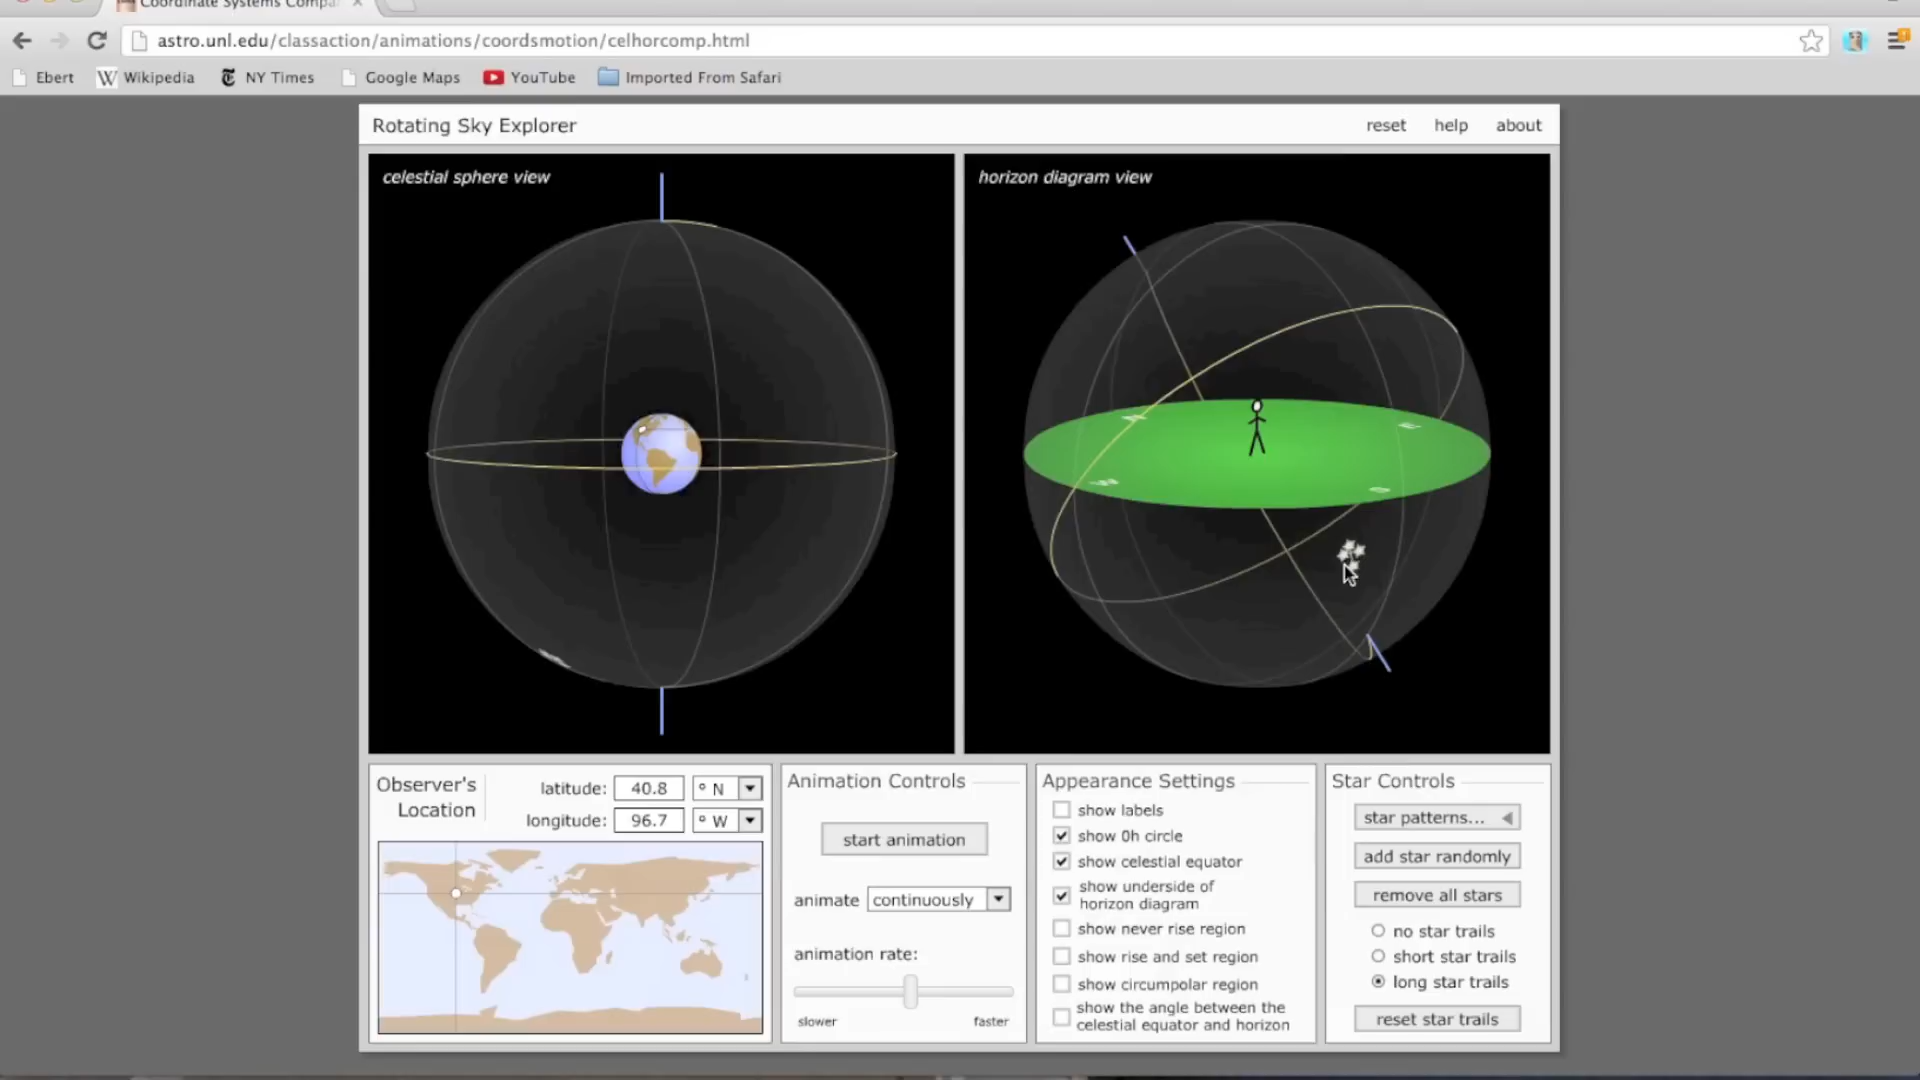 Coordinate Systems Compa
astro.unl.edu/classaction/animations/coordsmotion/celhorcomp.html
Ebert
W Wikipedia
NY Times
Google Maps
YouTube
Imported From Safari
Rotating Sky Explorer
reset
help
about
celestial sphere view
horizon diagram view
Observer's
Location
latitude: 40.8 ° N
longitude: 96.7 ° W
Animation Controls
start animation
animate continuously
animation rate:
slower
faster
Appearance Settings
show labels
show 0h circle
show celestial equator
show underside of
horizon diagram
show never rise region
show rise and set region
show circumpolar region
show the angle between the
celestial equator and horizon
Star Controls
star patterns...
add star randomly
remove all stars
no star trails
short star trails
long star trails
reset star trails